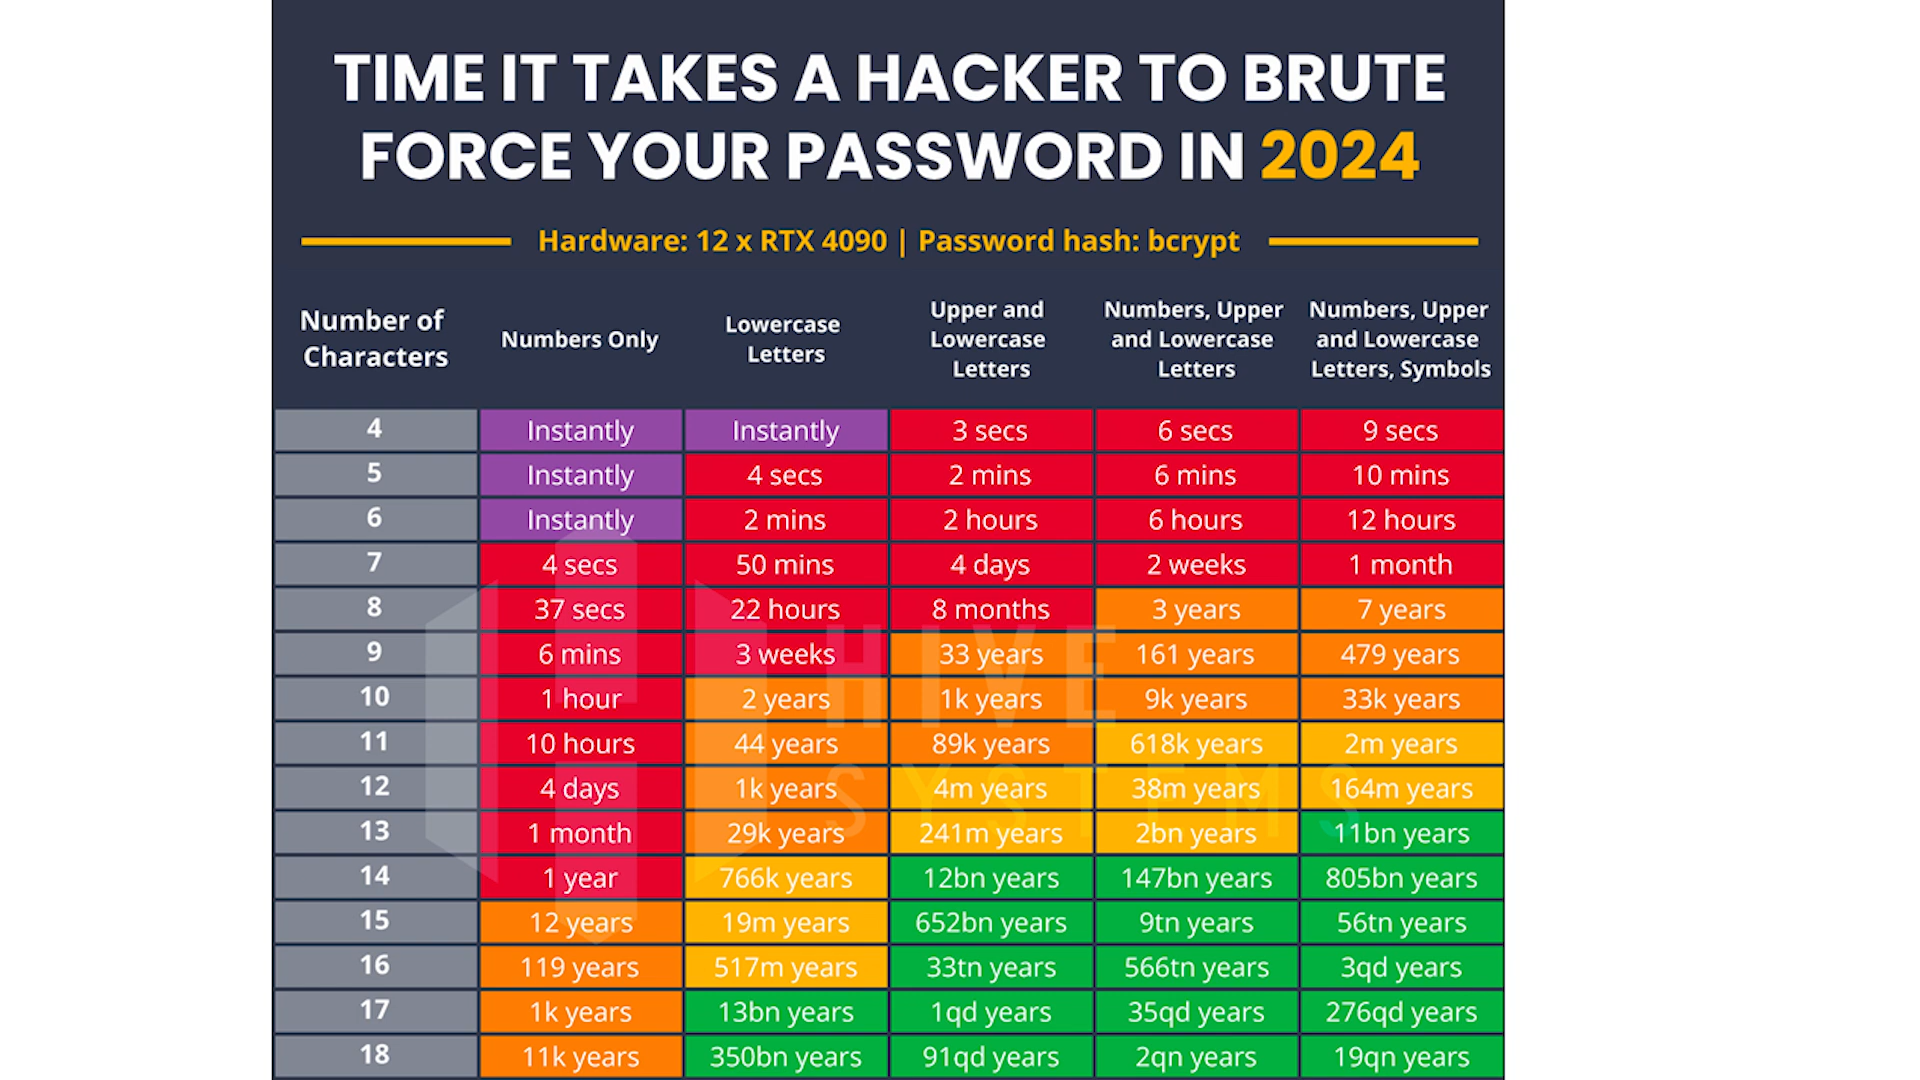 TIME IT TAKES A HACKER TO BRUTE
FORCE YOUR PASSWORD IN 2024
Hardware: 12 x RTX 4090 | Password hash: bcrypt
Number of
Characters
Numbers Only
Lowercase
Letters
Upper and
Lowercase
Letters
Numbers, Upper
and Lowercase
Letters
Numbers, Upper
and Lowercase
Letters, Symbols
4 Instantly Instantly 3 secs 6 secs 9 secs
5 Instantly 4 secs 2 mins 6 mins 10 mins
6 Instantly 2 mins 2 hours 6 hours 12 hours
7 4 secs 50 mins 4 days 2 weeks 1 month
8 37 secs 22 hours 8 months 3 years 7 years
9 6 mins 3 weeks 33 years 161 years 479 years
10 1 hour 2 years 1k years 9k years 33k years
11 10 hours 44 years 89k years 618k years 2m years
12 4 days 1k years 4m years 38m years 164m years
13 1 month 29k years 241m years 2bn years 11bn years
14 1 year 766k years 12bn years 147bn years 805bn years
15 12 years 19m years 652bn years 9tn years 56tn years
16 119 years 517m years 33tn years 566tn years 3qd years
17 1k years 13bn years 1qd years 35qd years 276qd years
18 11k years 350bn years 91qd years 2qn years 19qn years
HIVE
SYSTEMS